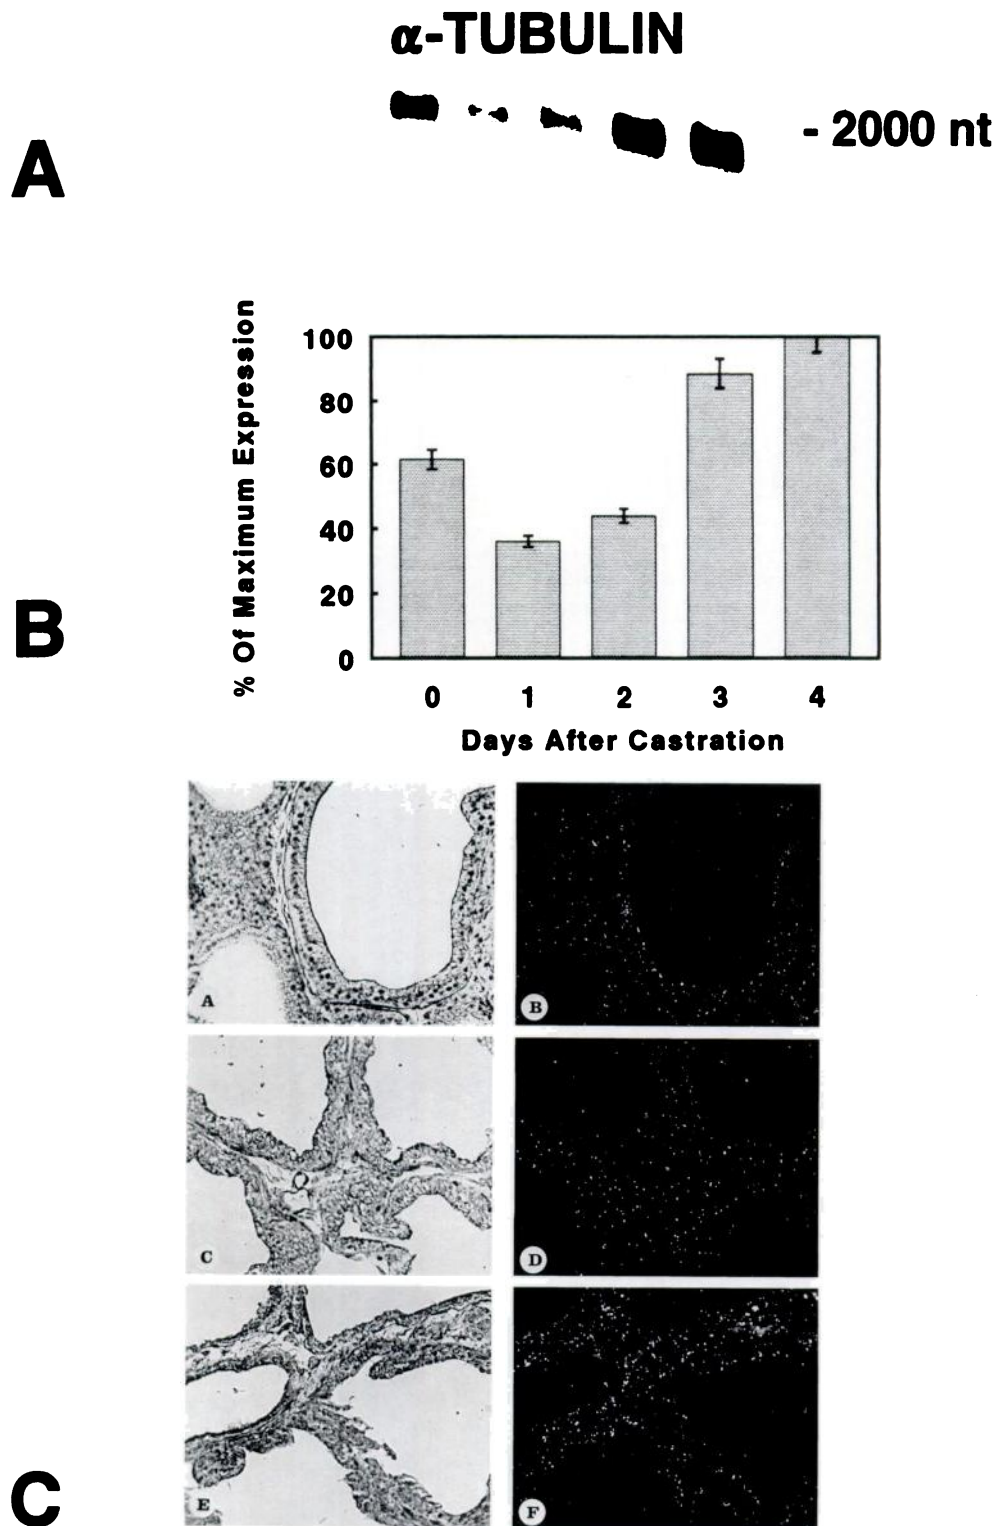 α-TUBULIN
- 2000 nt
A
% Of Maximum Expression
100
80
60
40
20
0
B
0 1 2 3 4
Days After Castration
A
B
C
D
E
F
C